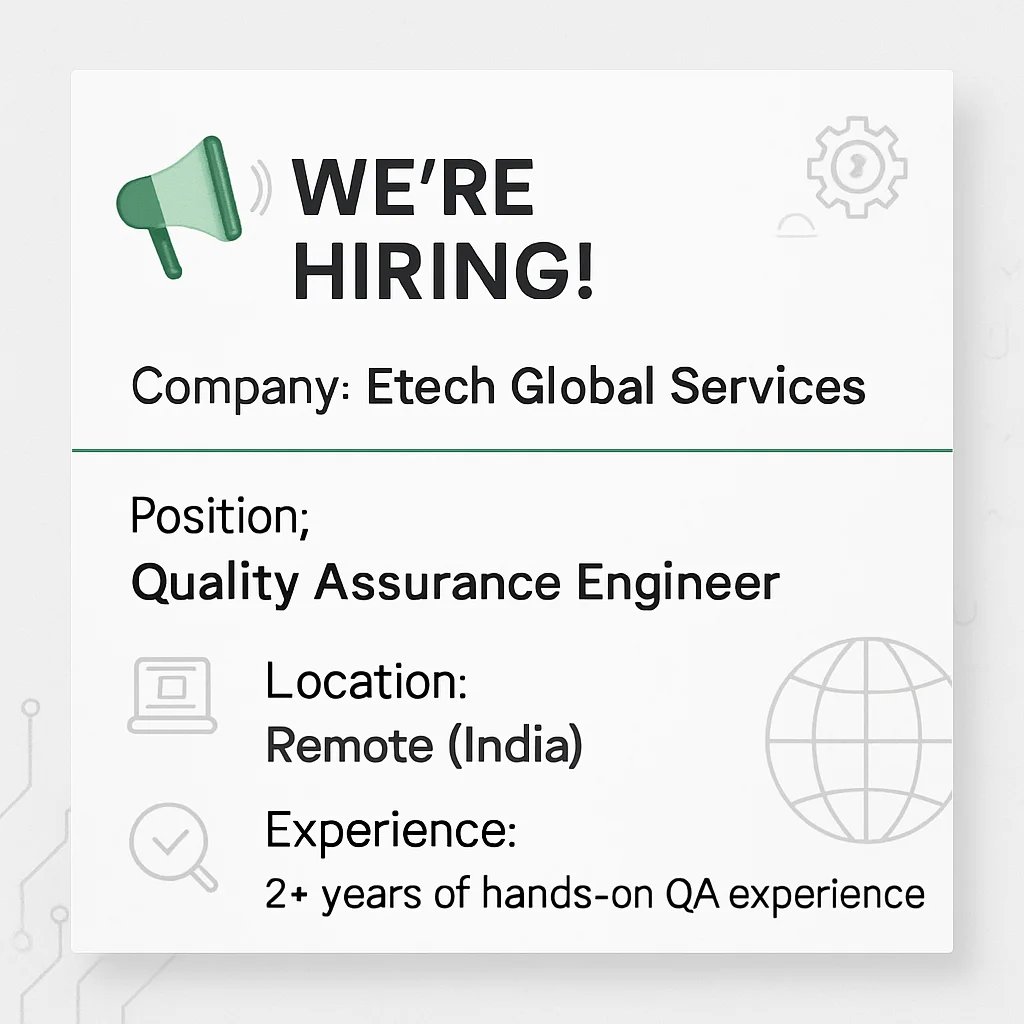 WE’RE
HIRING!
Company: Etech Global Services
Position;
Quality Assurance Engineer
Location:
Remote (India)
Experience:
2+ years of hands-on QA experience